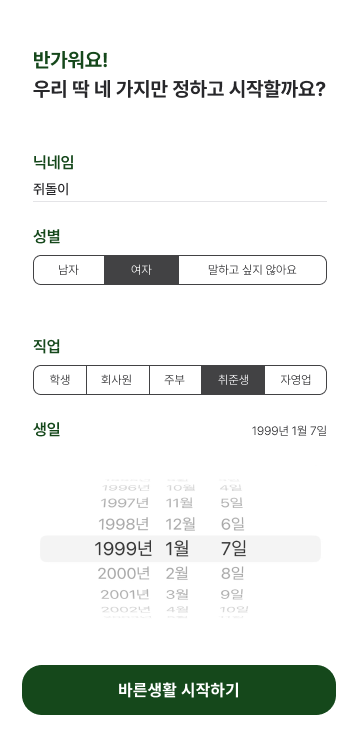 반가워요!
우리 딱 네 가지만 정하고 시작할까요?
닉네임
쥐돌이
성별
남자 여자 말하고 싶지 않아요
직업
학생 회사원 주부 취준생 자영업
생일 1999년 1월 7일
1996년 10월 4일
1997년 11월 5일
1998년 12월 6일
1999년 1월 7일
2000년 2월 8일
2001년 3월 9일
2002년 4월 10일
바른생활 시작하기